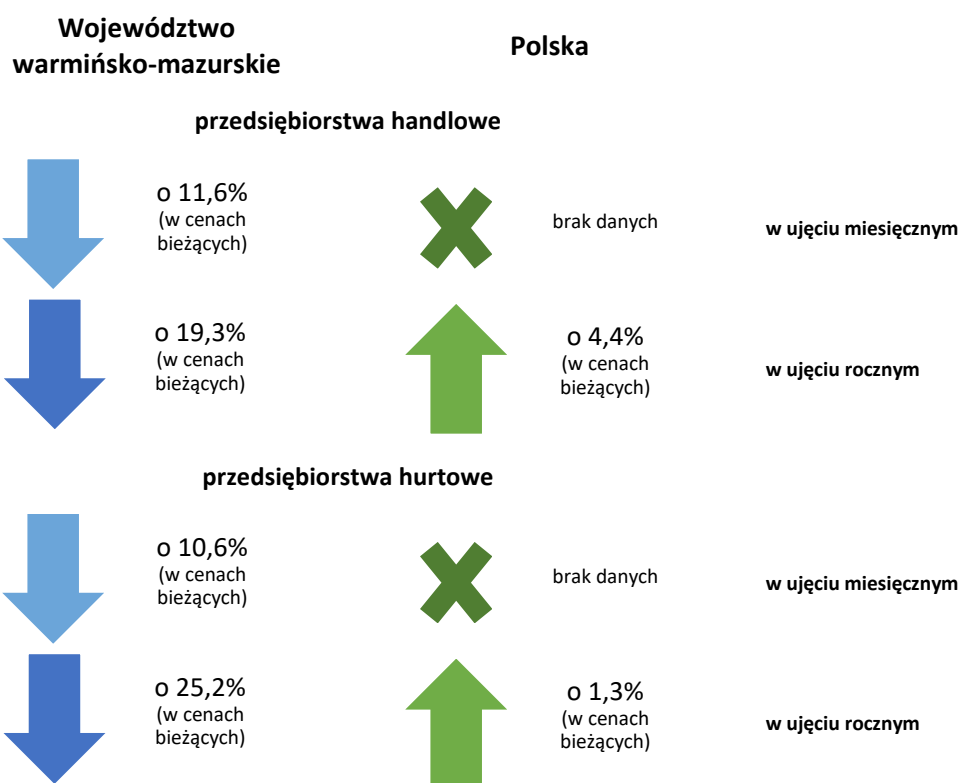 Województwo
warmińsko-mazurskie
Polska
przedsiębiorstwa handlowe
o 11,6%
(w cenach
bieżących)
brak danych
w ujęciu miesięcznym
o 19,3%
(w cenach
bieżących)
o 4,4%
(w cenach
bieżących)
w ujęciu rocznym
przedsiębiorstwa hurtowe
o 10,6%
(w cenach
bieżących)
brak danych
w ujęciu miesięcznym
o 25,2%
(w cenach
bieżących)
o 1,3%
(w cenach
bieżących)
w ujęciu rocznym